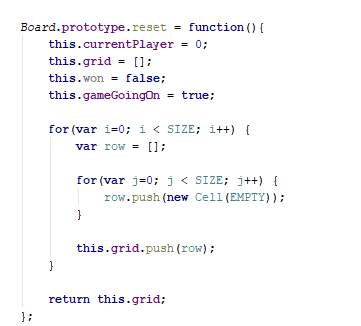 Board.prototype.reset = function(){
    this.currentPlayer = 0;
    this.grid = [];
    this.won = false;
    this.gameGoingOn = true;

    for(var i=0; i < SIZE; i++) {
        var row = [];

        for(var j=0; j < SIZE; j++) {
            row.push(new Cell(EMPTY));
        }

        this.grid.push(row);
    }

    return this.grid;
};